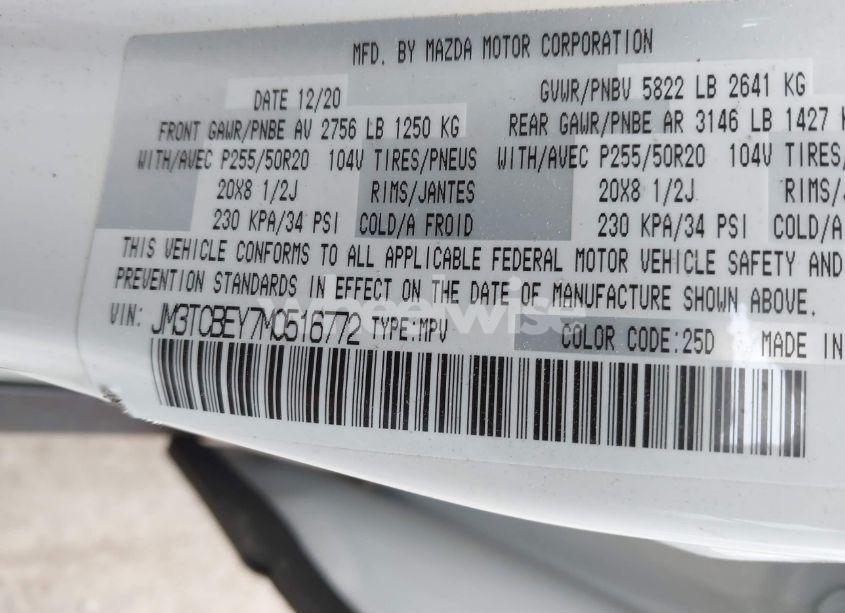 MFD. BY MAZDA MOTOR CORPORATION
DATE 12/20 GVWR/PNBV 5822 LB 2641 KG
FRONT GAWR/PNBE AV 2756 LB 1250 KG REAR GAWR/PNBE AR 3146 LB 1427 K
WITH/AVEC P255/50R20 104V TIRES/PNEUS WITH/AVEC P255/50R20 104V TIRES/
20X8 1/2J RIMS/JANTES 20X8 1/2J RIMS/J
230 KPA/34 PSI COLD/A FROID 230 KPA/34 PSI COLD/A
THIS VEHICLE CONFORMS TO ALL APPLICABLE FEDERAL MOTOR VEHICLE SAFETY AND
PREVENTION STANDARDS IN EFFECT ON THE DATE OF MANUFACTURE SHOWN ABOVE.
VIN: JM3TCBEY7M0516772 TYPE:MPV COLOR CODE:25D MADE IN
wheelwise